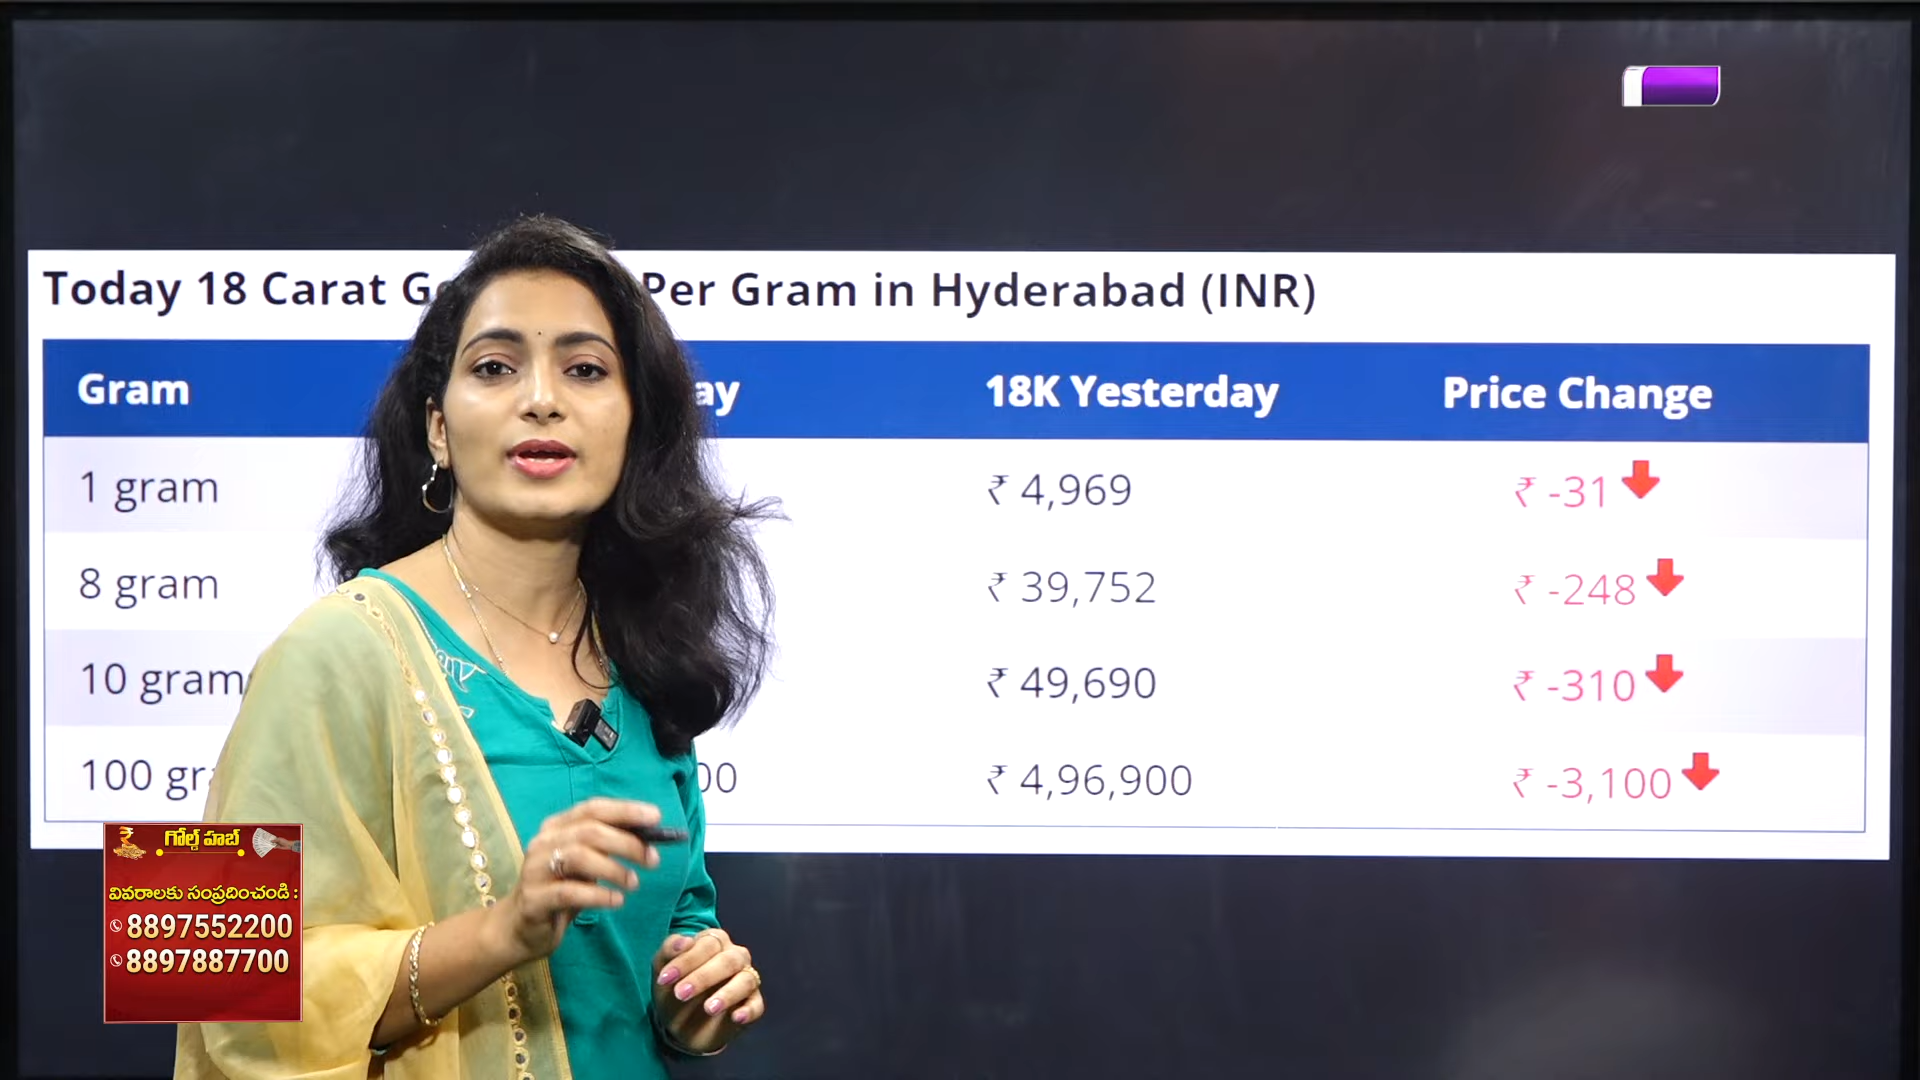 Today 18 Carat Per Gram in Hyderabad (INR)
Gram 18K Yesterday Price Change
1 gram ₹ 4,969 ₹ -31
8 gram ₹ 39,752 ₹ -248
10 gram ₹ 49,690 ₹ -310
100 00 ₹ 4,96,900 ₹ -3,100
గోల్డ్ హబ్
వివరాలకు సంప్రదించండి :
8897552200
8897887700